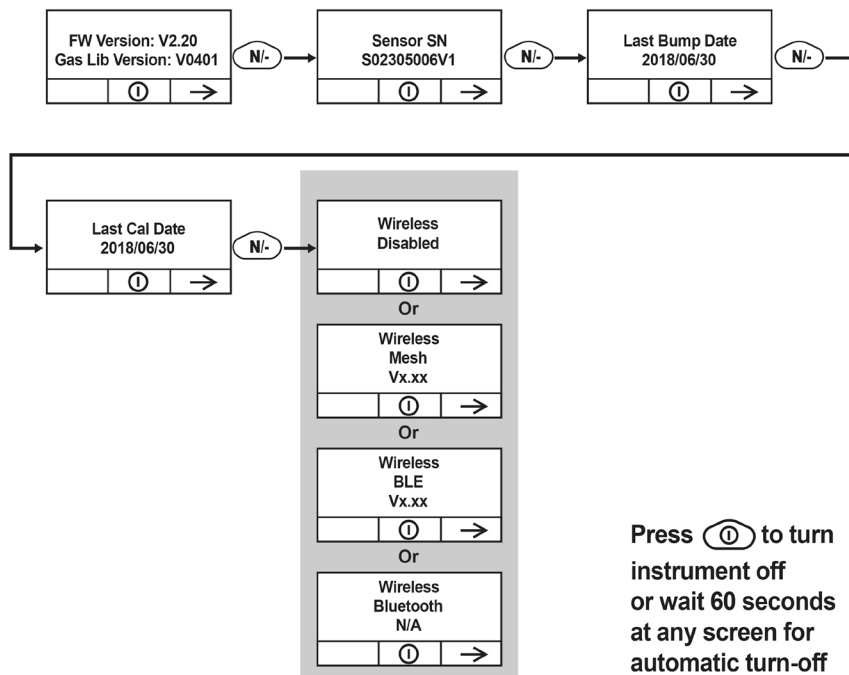 FW Version: V2.20
Gas Lib Version: V0401
N/-
Sensor SN
S02305006V1
N/-
Last Bump Date
2018/06/30
N/-
Last Cal Date
2018/06/30
N/-
Wireless
Disabled
Or
Wireless
Mesh
Vx.xx
Or
Wireless
BLE
Vx.xx
Or
Wireless
Bluetooth
N/A
Press to turn
instrument off
or wait 60 seconds
at any screen for
automatic turn-off